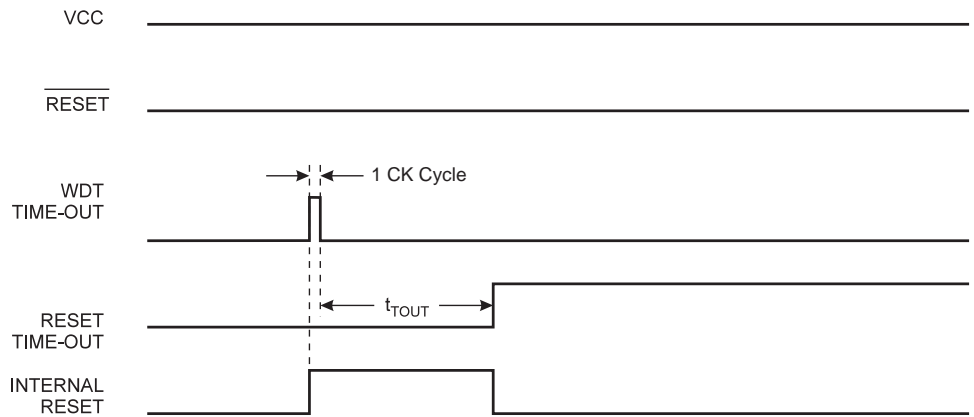 VCC
RESET
1 CK Cycle
WDT
TIME-OUT
tTOUT
RESET
TIME-OUT
INTERNAL
RESET